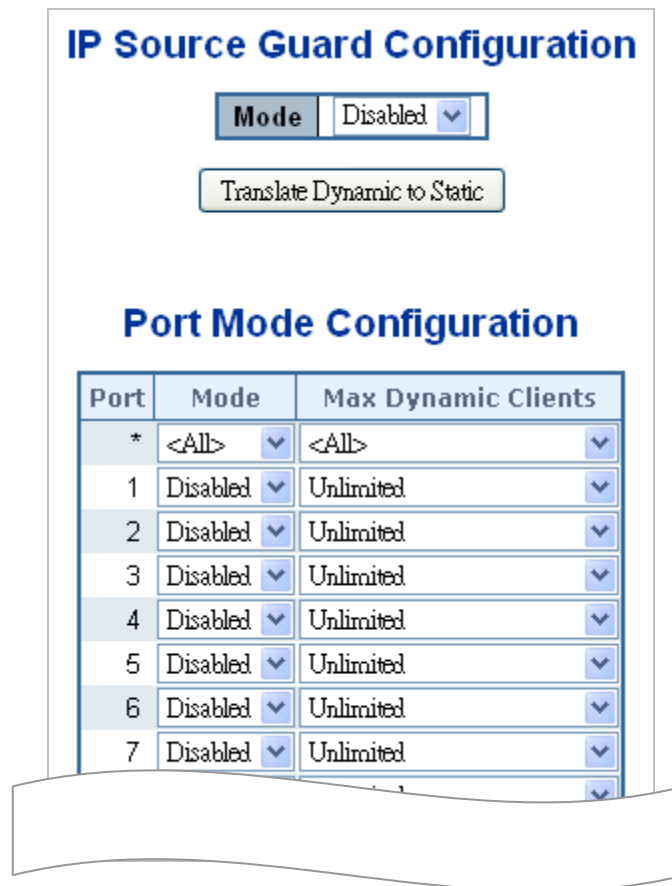 IP Source Guard Configuration
Mode Disabled
Translate Dynamic to Static
Port Mode Configuration
Port Mode Max Dynamic Clients
* <All> <All>
1 Disabled Unlimited
2 Disabled Unlimited
3 Disabled Unlimited
4 Disabled Unlimited
5 Disabled Unlimited
6 Disabled Unlimited
7 Disabled Unlimited